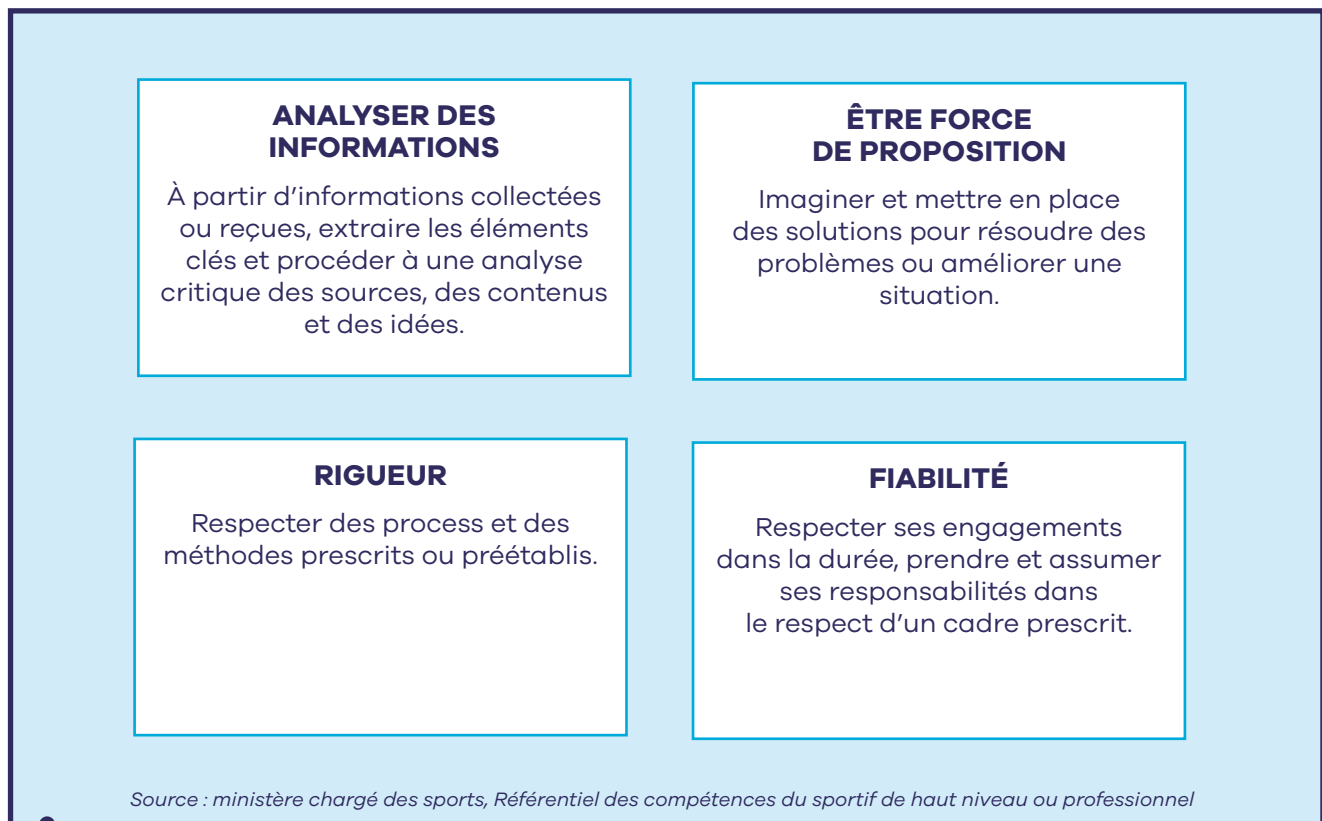 ANALYSER DES
INFORMATIONS
À partir d’informations collectées
ou reçues, extraire les éléments
clés et procéder à une analyse
critique des sources, des contenus
et des idées.
ÊTRE FORCE
DE PROPOSITION
Imaginer et mettre en place
des solutions pour résoudre des
problèmes ou améliorer une
situation.
RIGUEUR
Respecter des process et des
méthodes prescrits ou préétablis.
FIABILITÉ
Respecter ses engagements
dans la durée, prendre et assumer
ses responsabilités dans
le respect d’un cadre prescrit.
Source : ministère chargé des sports, Référentiel des compétences du sportif de haut niveau ou professionnel